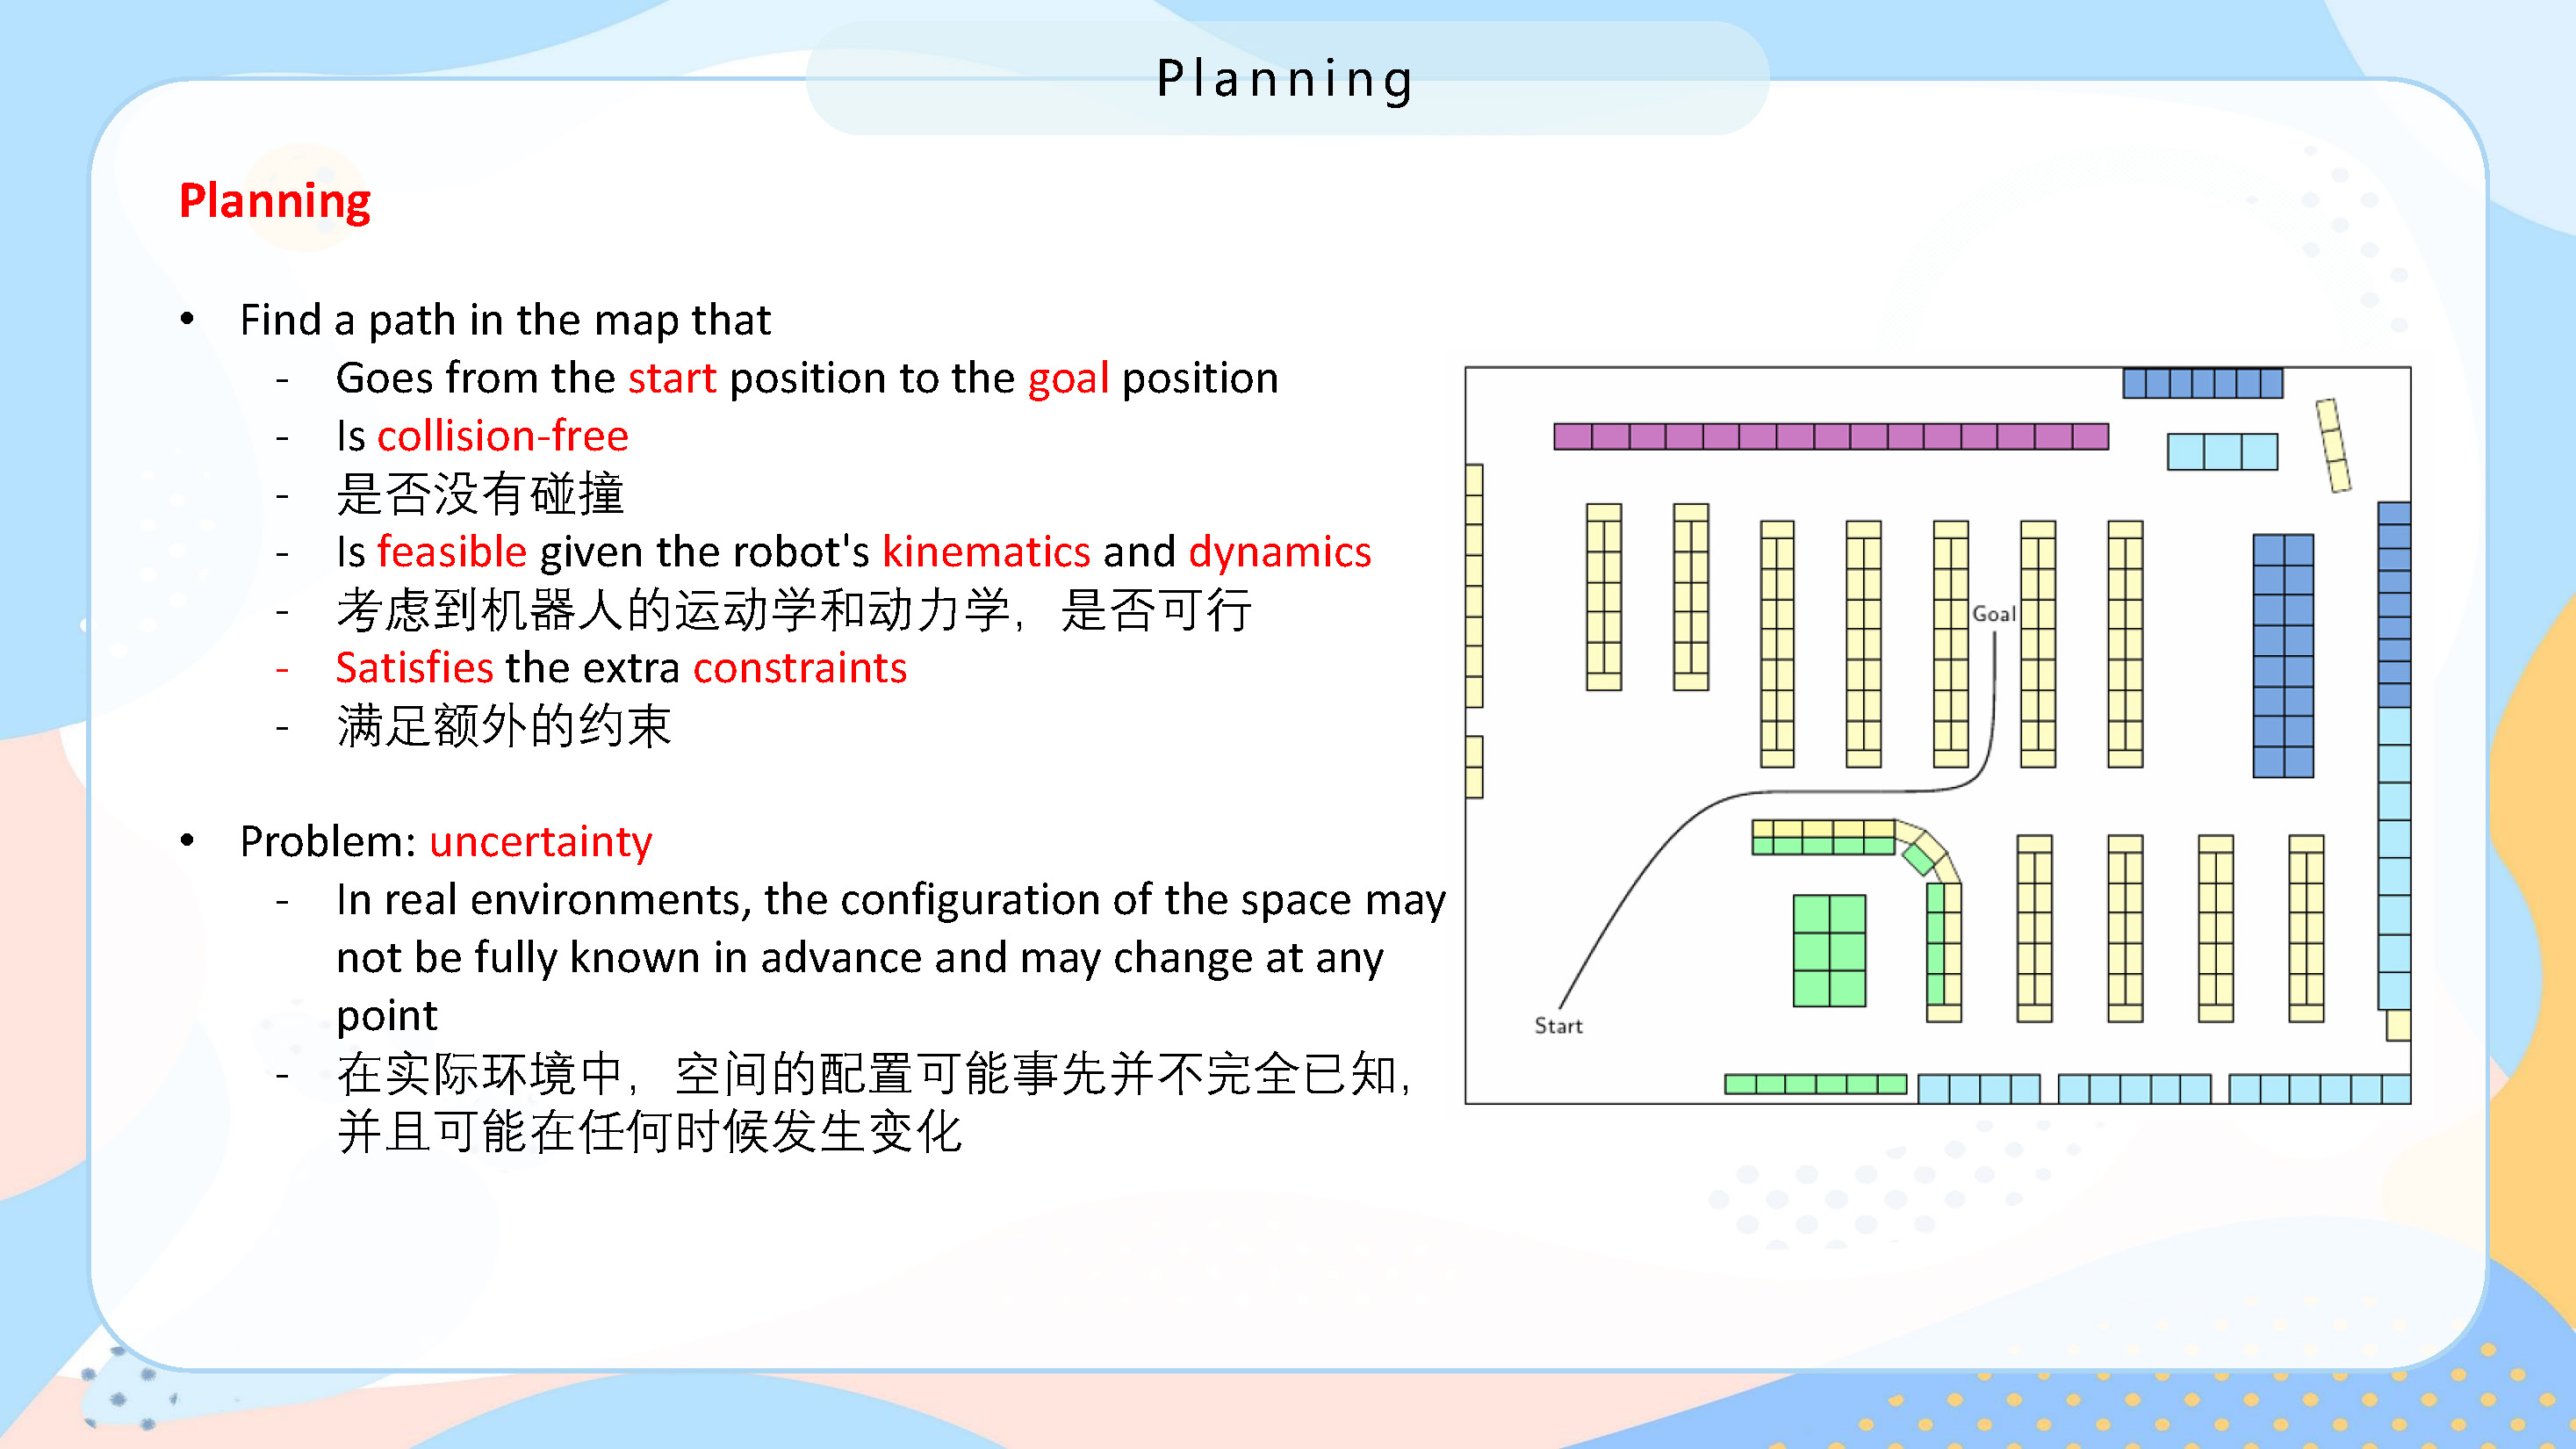 Planning
Planning
• Find a path in the map that
- Goes from the start position to the goal position
- Is collision-free
- 是否没有碰撞
- Is feasible given the robot's kinematics and dynamics
- 考虑到机器人的运动学和动力学，是否可行
- Satisfies the extra constraints
- 满足额外的约束
• Problem: uncertainty
- In real environments, the configuration of the space may
not be fully known in advance and may change at any
point
- 在实际环境中，空间的配置可能事先并不完全已知，
并且可能在任何时候发生变化
Goal
Start